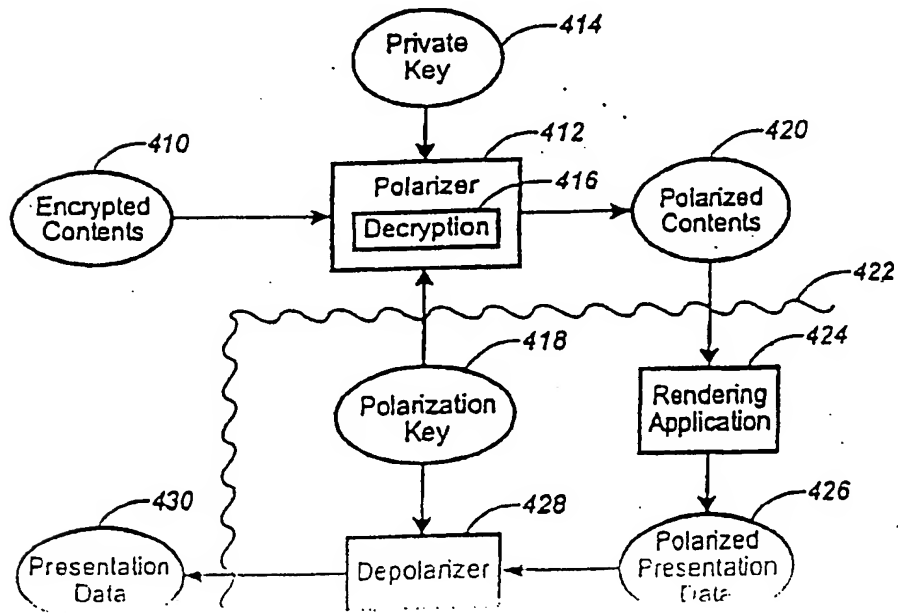 414
Private
Key
410
412
420
Encrypted
Contents
Polarizer
416
Decryption
Polarized
Contents
422
418
424
Polarization
Key
Rendering
Application
430
428
426
Presentation
Data
Depolarizer
Polarized
Presentation
Data